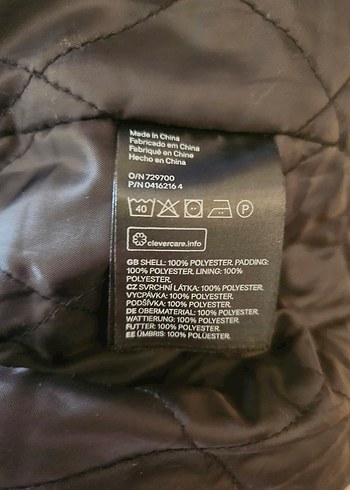 Made in China
Fabricado em China
Fabriqué en China
Hecho en China
O/N 729700
P/N 0416216 4
40 P
clevercare.info
GB SHELL: 100% POLYESTER. PADDING:
100% POLYESTER. LINING: 100%
POLYESTER.
CZ SVRCHNÍ LÁTKA: 100% POLYESTER.
VYCPÁVKA: 100% POLYESTER.
PODŠÍVKA: 100% POLYESTER.
DE OBERMATERIAL: 100% POLYESTER.
WATTIERUNG: 100% POLYESTER.
FUTTER: 100% POLYESTER.
EE ÜMBRIS: 100% POLÜESTER.